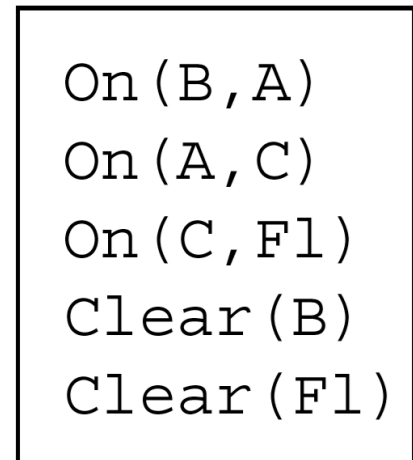 On(B,A)
On(A,C)
On(C,Fl)
Clear(B)
Clear(Fl)